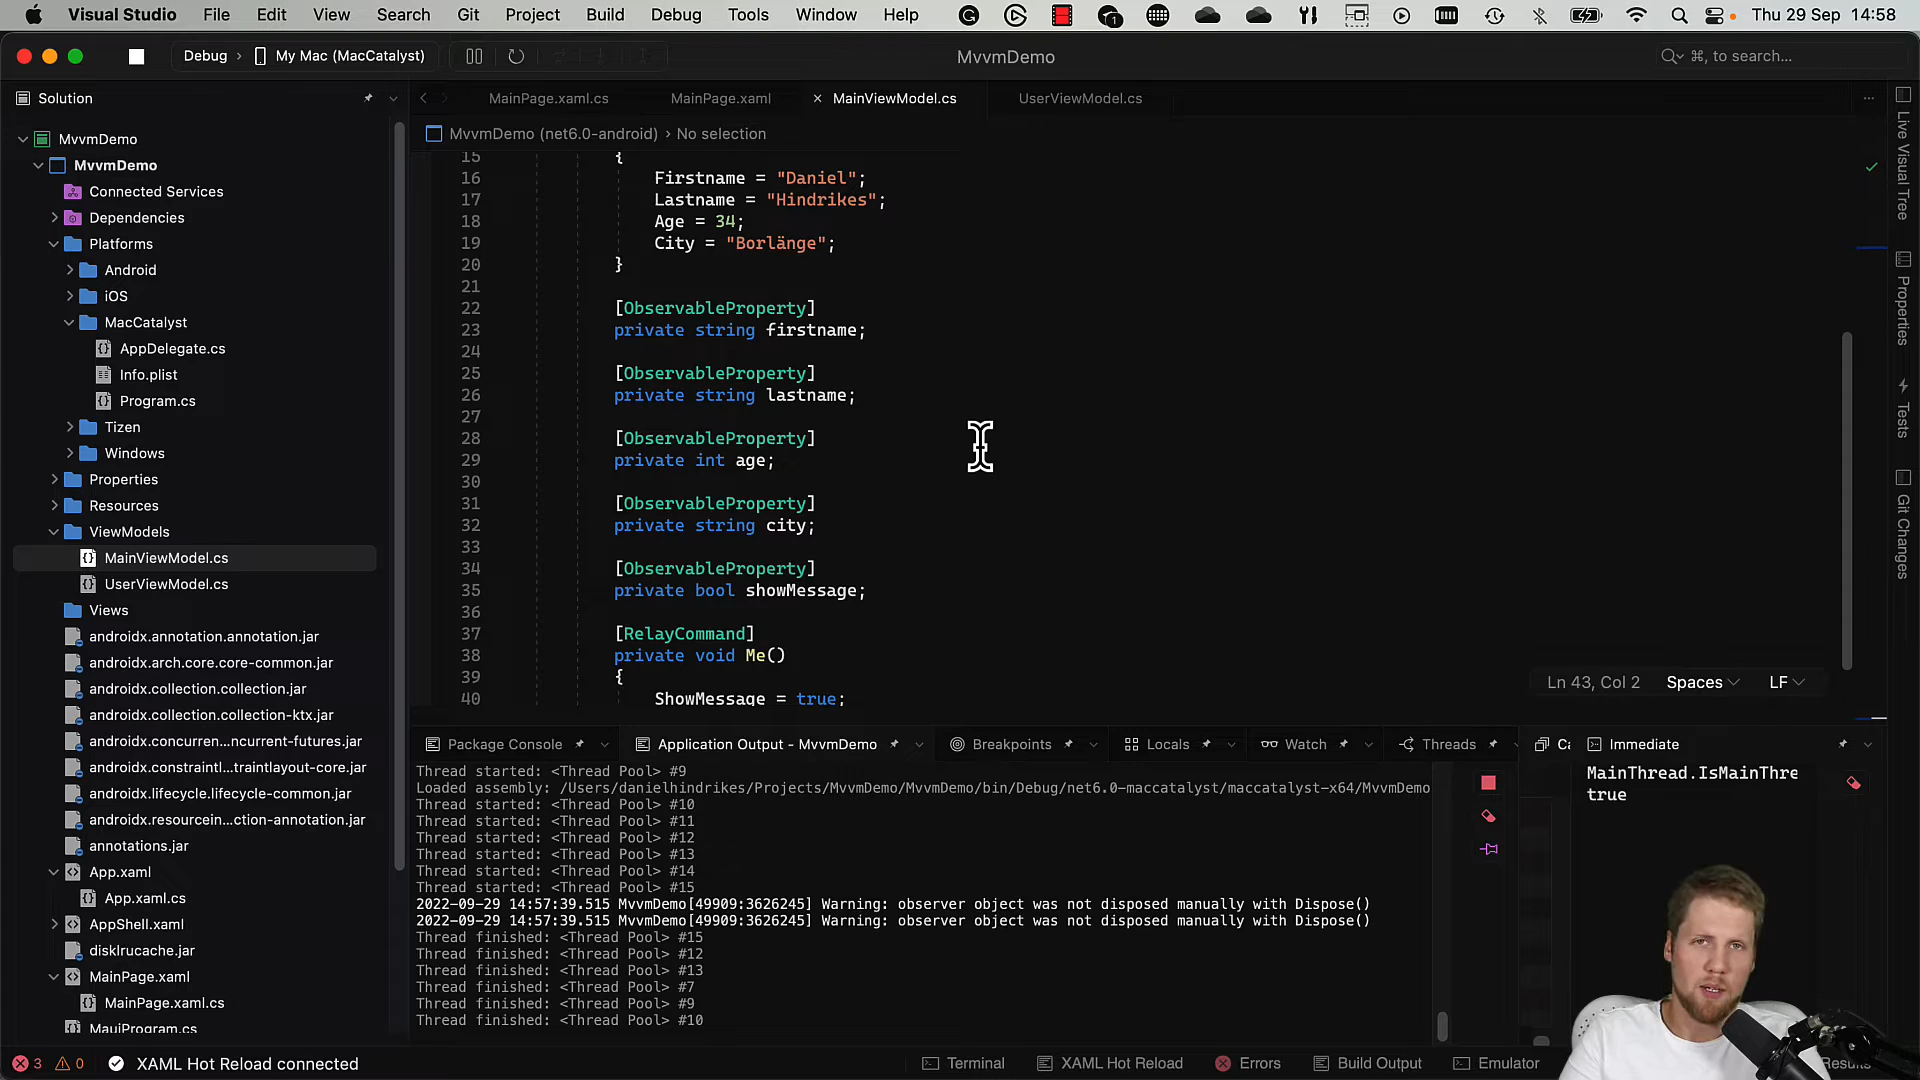 Visual Studio File Edit View Search Git Project Build Debug Tools Window Help Thu 29 Sep 14:58
Debug › My Mac (MacCatalyst) MvvmDemo ⌘, to search...
Solution
MainPage.xaml.cs MainPage.xaml MainViewModel.cs UserViewModel.cs
MvvmDemo (net6.0-android) › No selection
MvvmDemo
MvvmDemo
Connected Services
Dependencies
Platforms
Android
iOS
MacCatalyst
AppDelegate.cs
Info.plist
Program.cs
Tizen
Windows
Properties
Resources
ViewModels
MainViewModel.cs
UserViewModel.cs
Views
androidx.annotation.annotation.jar
androidx.arch.core.core-common.jar
androidx.collection.collection.jar
androidx.collection.collection-ktx.jar
androidx.concurren...ncurrent-futures.jar
androidx.constraintl...traintlayout-core.jar
androidx.lifecycle.lifecycle-common.jar
androidx.resourcein...ction-annotation.jar
annotations.jar
App.xaml
App.xaml.cs
AppShell.xaml
disklrucache.jar
MainPage.xaml
MainPage.xaml.cs
MauiProgram.cs
15 {
16 Firstname = "Daniel";
17 Lastname = "Hindrikes";
18 Age = 34;
19 City = "Borlänge";
20 }
21
22 [ObservableProperty]
23 private string firstname;
24
25 [ObservableProperty]
26 private string lastname;
27
28 [ObservableProperty]
29 private int age;
30
31 [ObservableProperty]
32 private string city;
33
34 [ObservableProperty]
35 private bool showMessage;
36
37 [RelayCommand]
38 private void Me()
39 {
40 ShowMessage = true;
Ln 43, Col 2 Spaces LF
Live Visual Tree
Properties
Tests
Git Changes
Package Console Application Output - MvvmDemo Breakpoints Locals Watch Threads Ca Immediate
Thread started: <Thread Pool> #9
Loaded assembly: /Users/danielhindrikes/Projects/MvvmDemo/MvvmDemo/bin/Debug/net6.0-maccatalyst/maccatalyst-x64/MvvmDemo
Thread started: <Thread Pool> #10
Thread started: <Thread Pool> #11
Thread started: <Thread Pool> #12
Thread started: <Thread Pool> #13
Thread started: <Thread Pool> #14
Thread started: <Thread Pool> #15
2022-09-29 14:57:39.515 MvvmDemo[49909:3626245] Warning: observer object was not disposed manually with Dispose()
2022-09-29 14:57:39.515 MvvmDemo[49909:3626245] Warning: observer object was not disposed manually with Dispose()
Thread finished: <Thread Pool> #15
Thread finished: <Thread Pool> #12
Thread finished: <Thread Pool> #13
Thread finished: <Thread Pool> #7
Thread finished: <Thread Pool> #9
Thread finished: <Thread Pool> #10
MainThread.IsMainThre
true
3 0 XAML Hot Reload connected Terminal XAML Hot Reload Errors Build Output Emulator Results